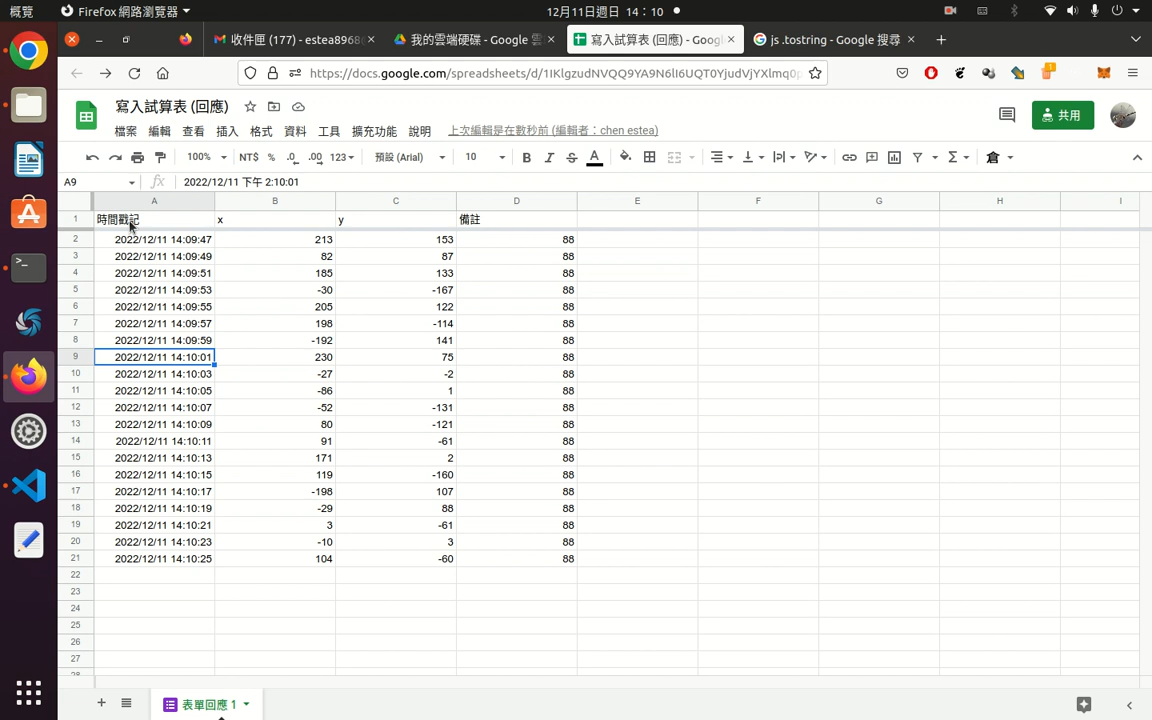 概覽 Firefox 網路瀏覽器 12月11日週日 14：10
收件匣 (177) - estea8968 我的雲端硬碟 - Google 雲 寫入試算表 (回應) - Goog js .tostring - Google 搜尋
https://docs.google.com/spreadsheets/d/
寫入試算表 (回應)
檔案 編輯 查看 插入 格式 資料 工具 擴充功能 說明 上次編輯是在數秒前 (編輯者：chen estea) 共用
100% NT$ % .0 .00 123 預設 (Arial) 10 B I S A Σ 倉
A9 fx 2022/12/11 下午 2:10:01
A B C D E F G H I
1 時間戳記 x y 備註
2 2022/12/11 14:09:47 213 153 88
3 2022/12/11 14:09:49 82 87 88
4 2022/12/11 14:09:51 185 133 88
5 2022/12/11 14:09:53 -30 -167 88
6 2022/12/11 14:09:55 205 122 88
7 2022/12/11 14:09:57 198 -114 88
8 2022/12/11 14:09:59 -192 141 88
9 2022/12/11 14:10:01 230 75 88
10 2022/12/11 14:10:03 -27 -2 88
11 2022/12/11 14:10:05 -86 1 88
12 2022/12/11 14:10:07 -52 -131 88
13 2022/12/11 14:10:09 80 -121 88
14 2022/12/11 14:10:11 91 -61 88
15 2022/12/11 14:10:13 171 2 88
16 2022/12/11 14:10:15 119 -160 88
17 2022/12/11 14:10:17 -198 107 88
18 2022/12/11 14:10:19 -29 88 88
19 2022/12/11 14:10:21 3 -61 88
20 2022/12/11 14:10:23 -10 3 88
21 2022/12/11 14:10:25 104 -60 88
22
23
24
25
26
27
28
表單回應 1